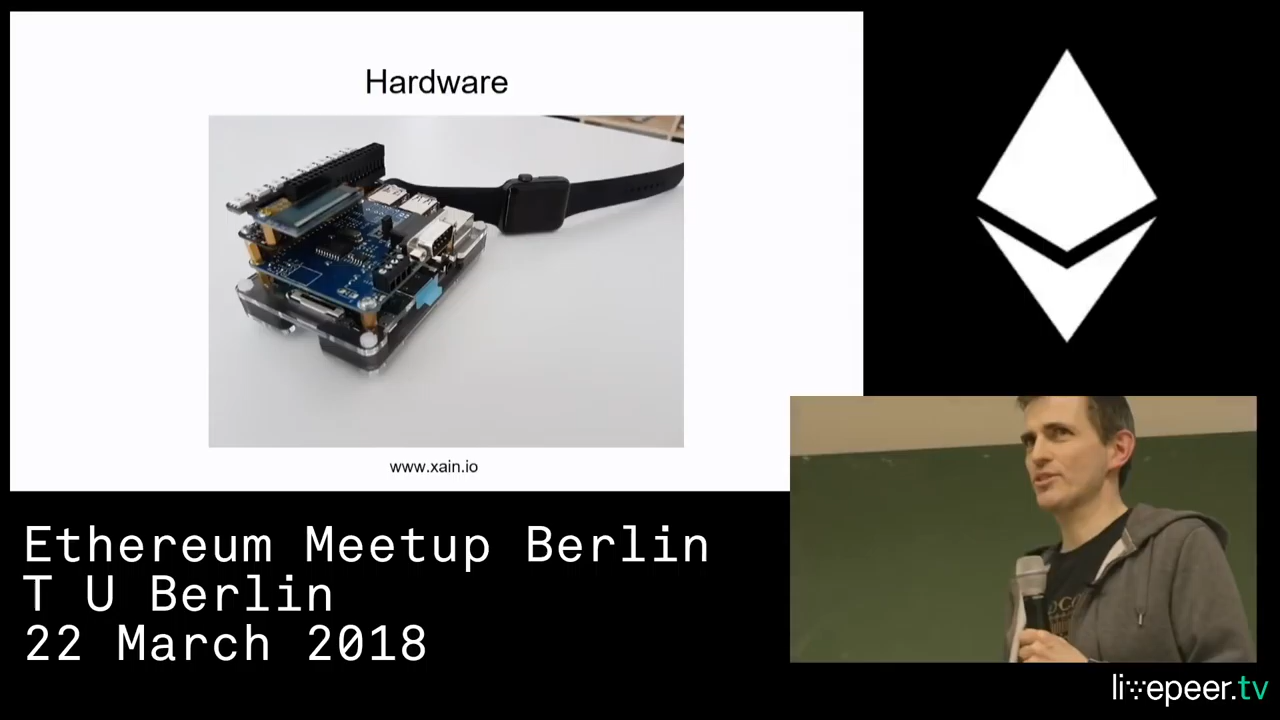 Hardware
www.xain.io
Ethereum Meetup Berlin
T U Berlin
22 March 2018
livepeer.tv